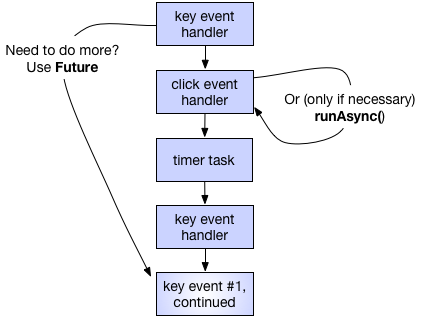 key event
handler
Need to do more?
Use Future
click event
handler
Or (only if necessary)
runAsync()
timer task
key event
handler
key event #1,
continued